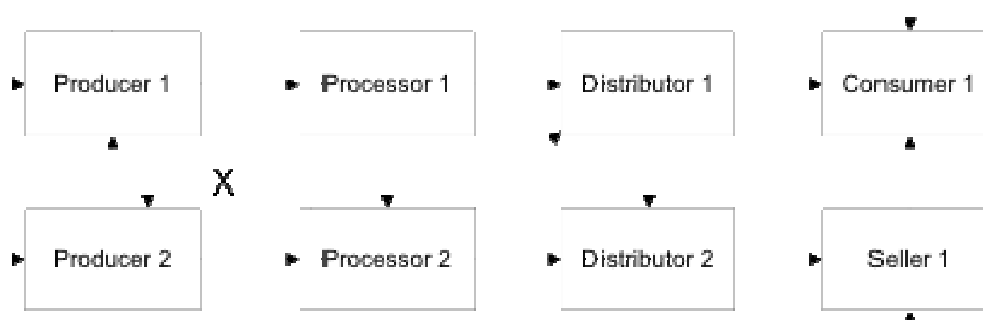 Producer 1 Processor 1 Distributor 1 Consumer 1
X
Producer 2 Processor 2 Distributor 2 Seller 1